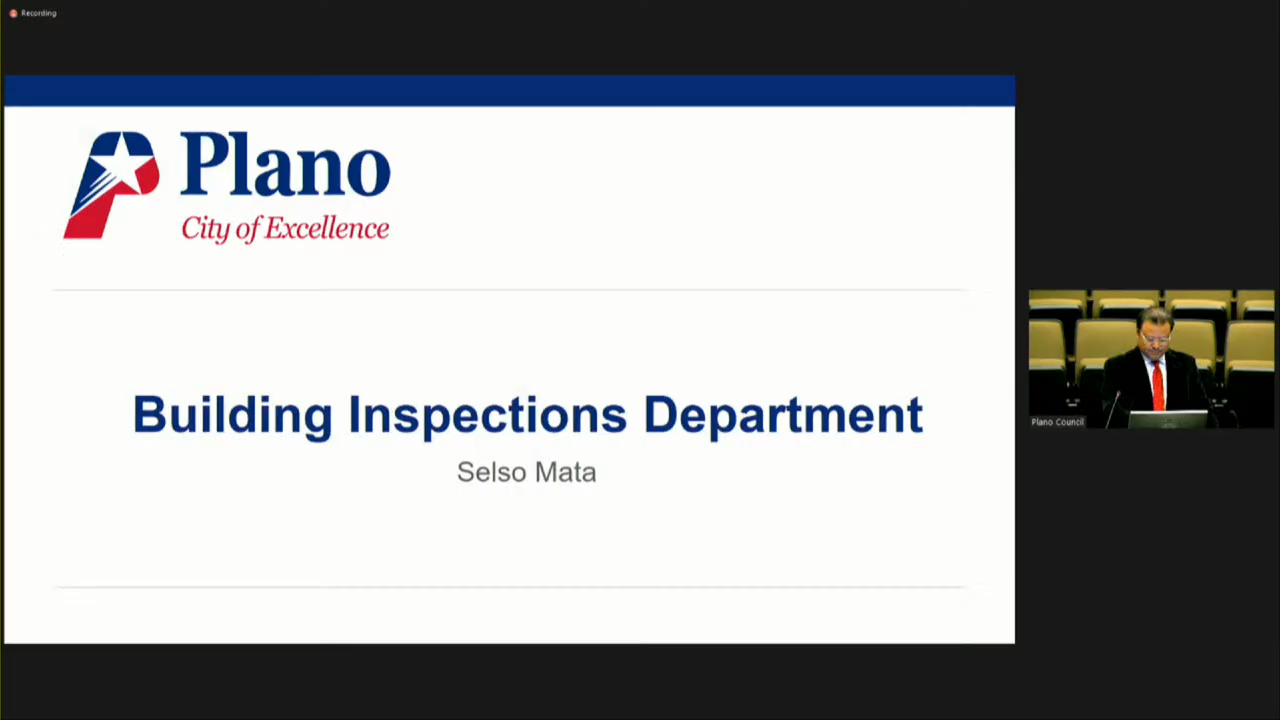 Recording
Plano
City of Excellence
Building Inspections Department
Selso Mata
Plano Council